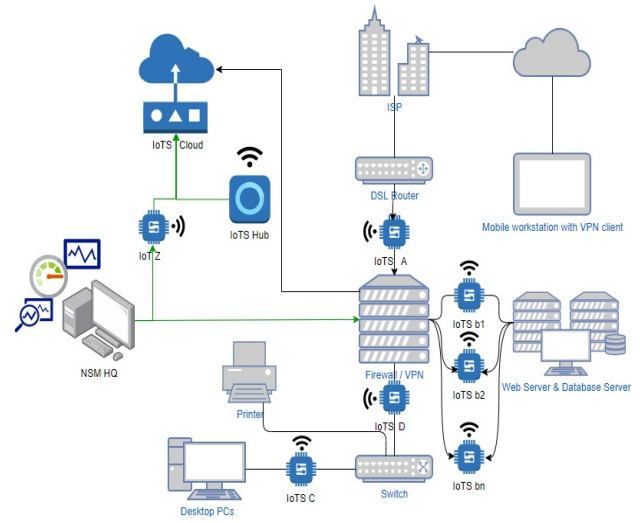 ISP
IoTS Cloud
DSL Router
IoTS Hub
Mobile workstation with VPN client
IoT Z
IoTS A
IoTS b1
NSM HQ
Firewall / VPN
IoTS b2
Web Server & Database Server
Printer
IoTS D
IoTS bn
IoTS C
Switch
Desktop PCs